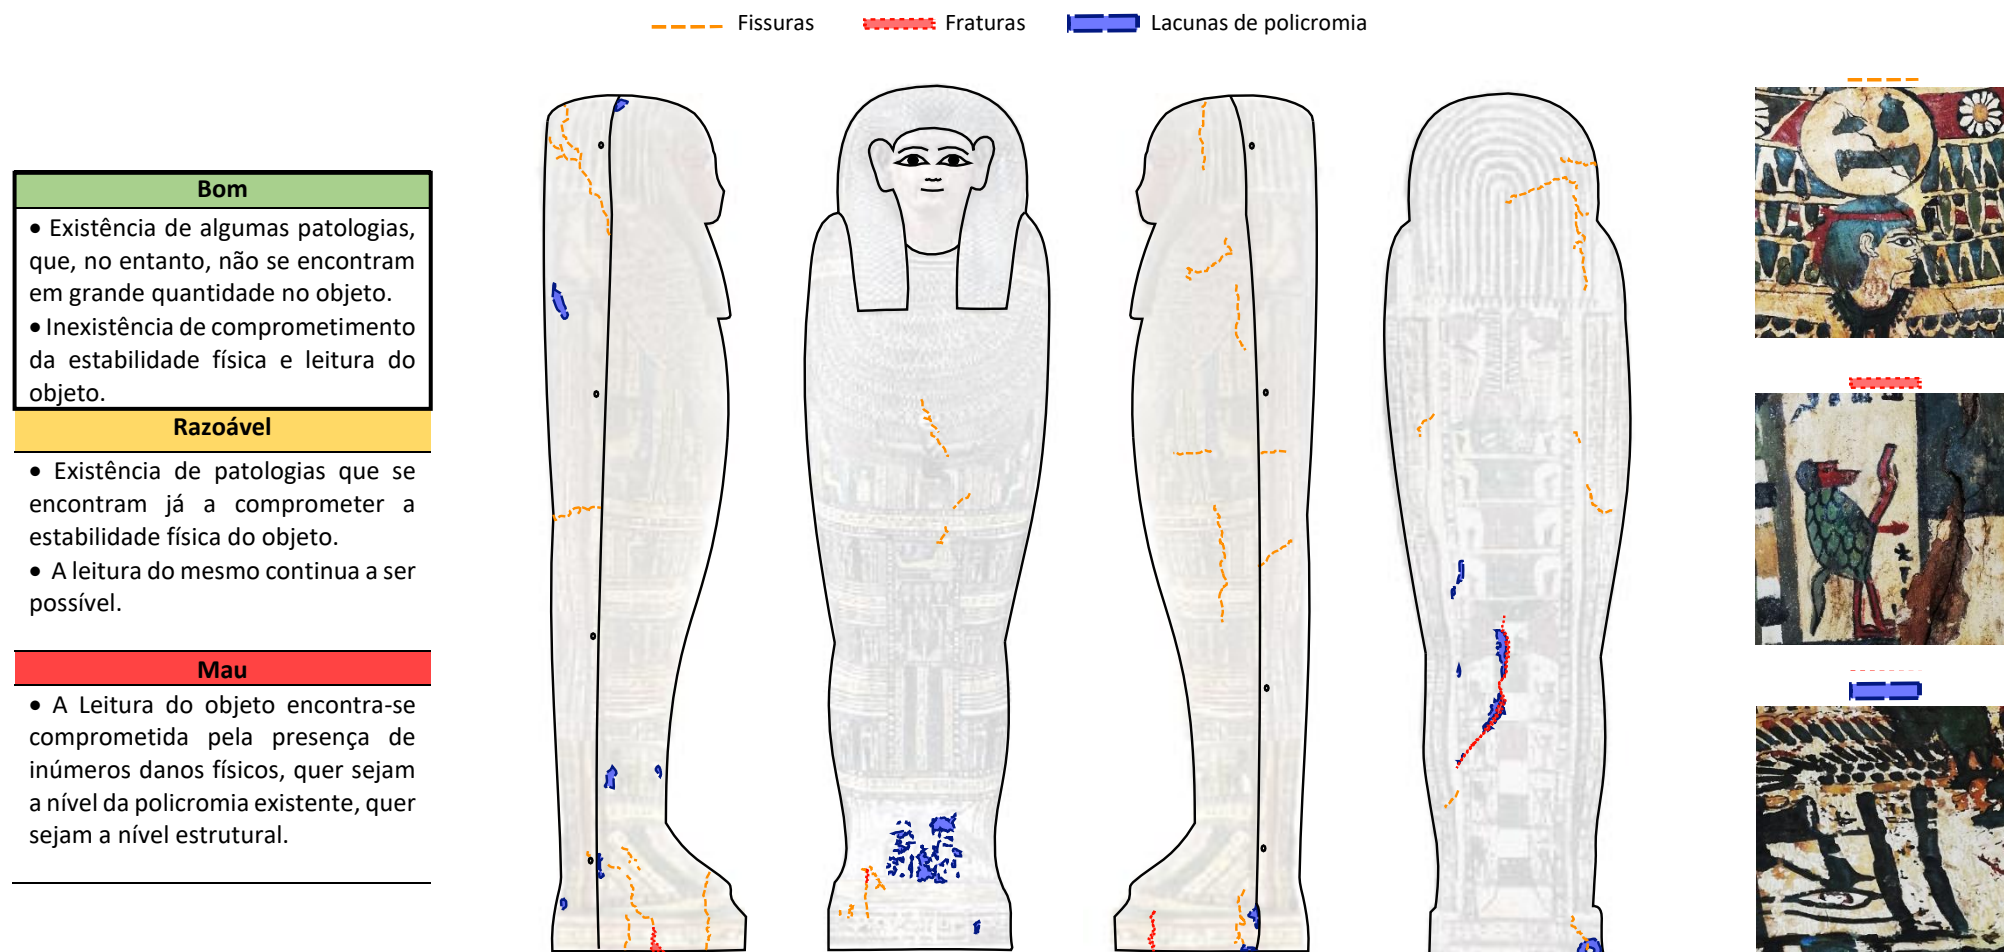 Fissuras Fraturas Lacunas de policromia
Bom
• Existência de algumas patologias,
que, no entanto, não se encontram
em grande quantidade no objeto.
• Inexistência de comprometimento
da estabilidade física e leitura do
objeto.
Razoável
• Existência de patologias que se
encontram já a comprometer a
estabilidade física do objeto.
• A leitura do mesmo continua a ser
possível.
Mau
• A Leitura do objeto encontra-se
comprometida pela presença de
inúmeros danos físicos, quer sejam
a nível da policromia existente, quer
sejam a nível estrutural.